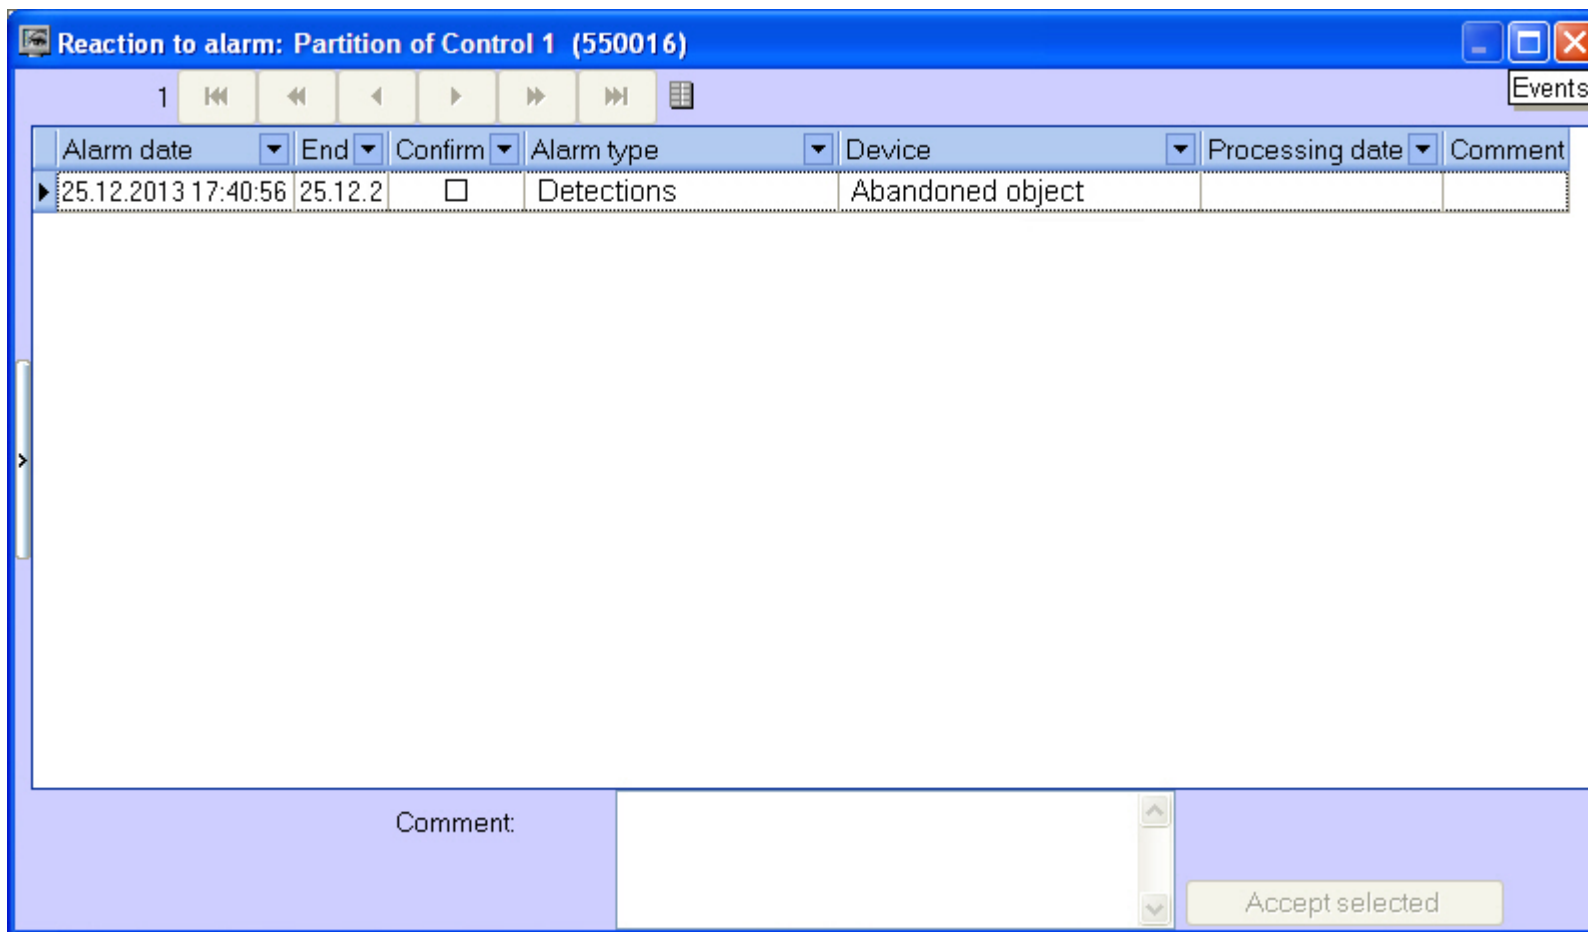 Reaction to alarm: Partition of Control 1 (550016)
1
Events
Alarm date End Confirm Alarm type Device Processing date Comment
25.12.2013 17:40:56 25.12.2 Detections Abandoned object
Comment:
Accept selected